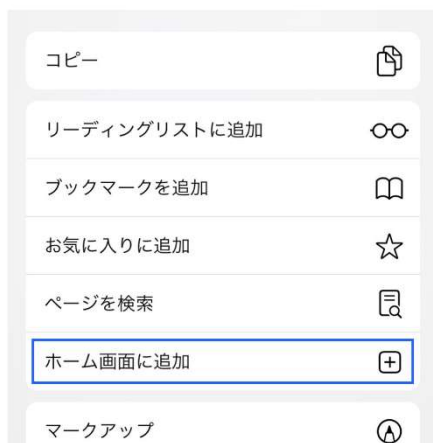 コピー
リーディングリストに追加
ブックマークを追加
お気に入りに追加
ページを検索
ホーム画面に追加
マークアップ